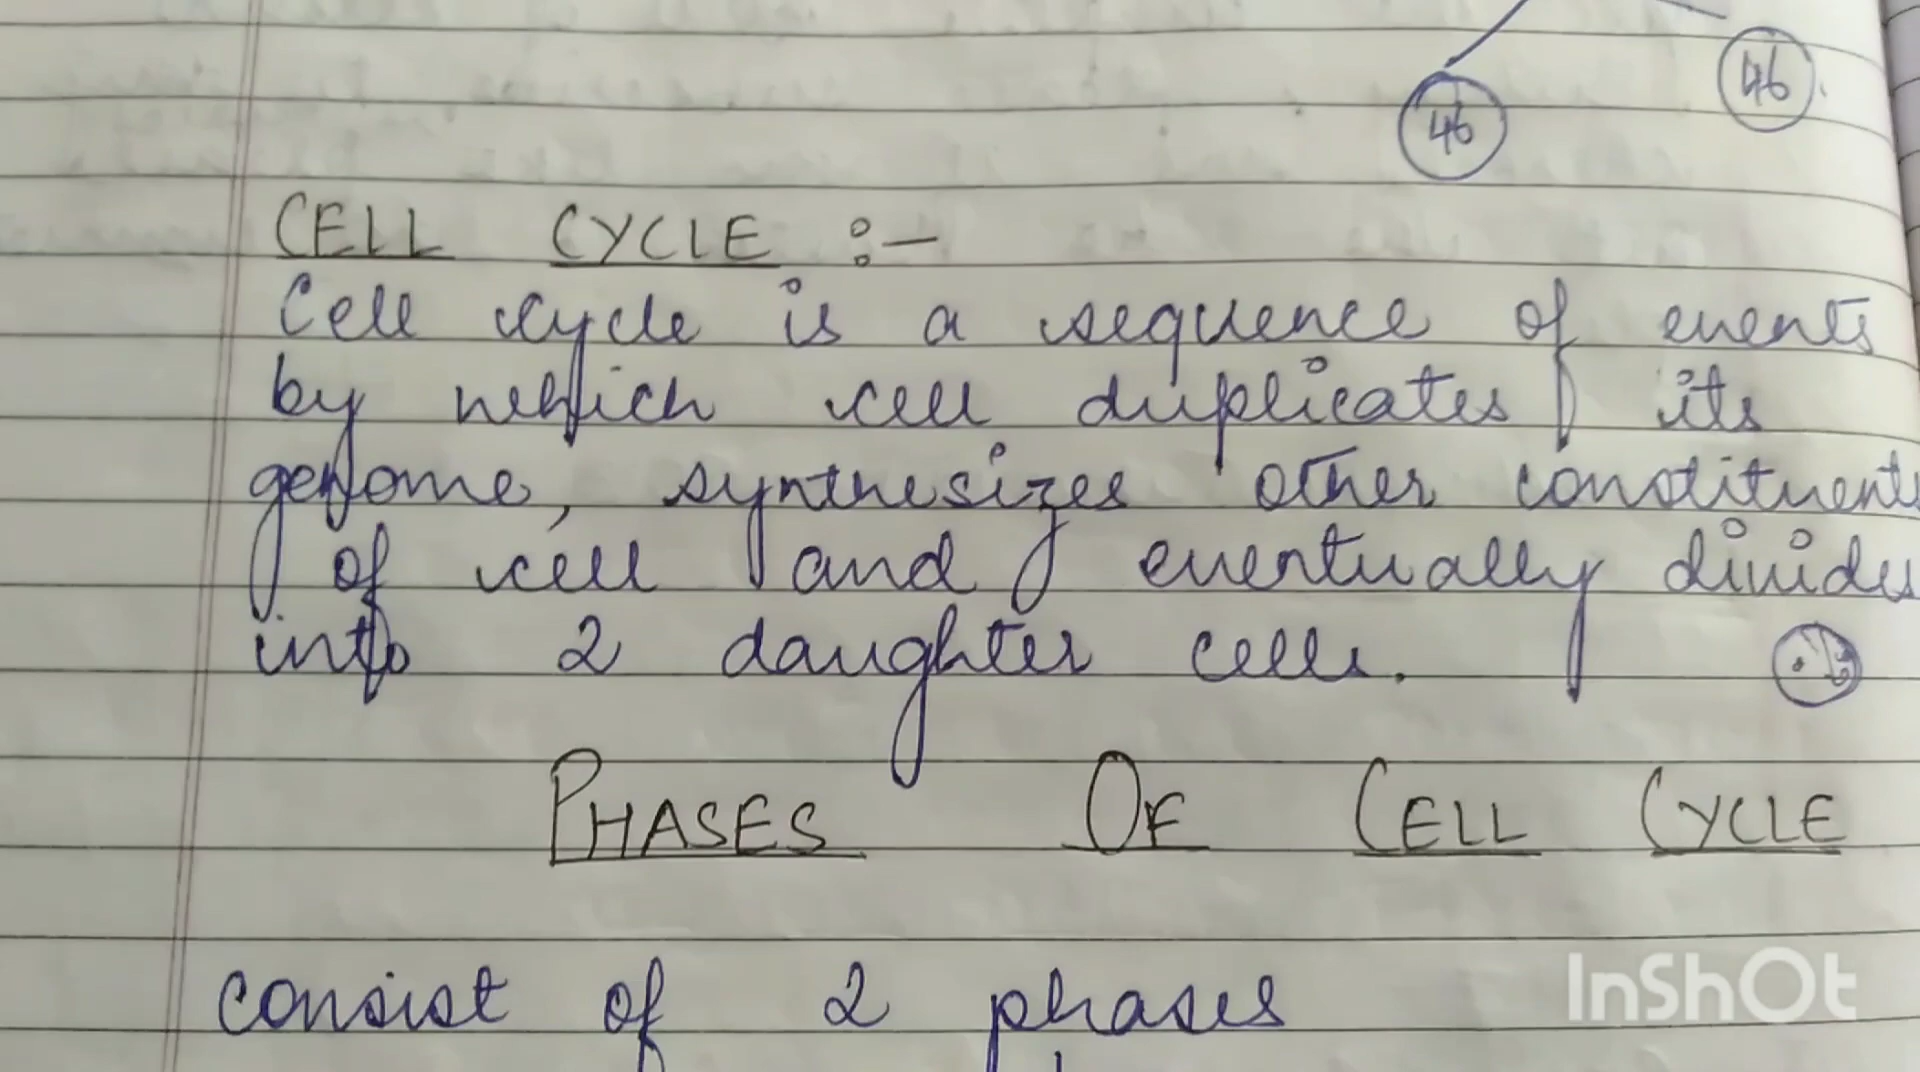 46
46
CELL CYCLE :-
Cell cycle is a sequence of events
by which cell duplicates its
genome, synthesizes other constituents
of cell and eventually divides
into 2 daughter cells.
PHASES OF CELL CYCLE
consist of 2 phases
InShOt